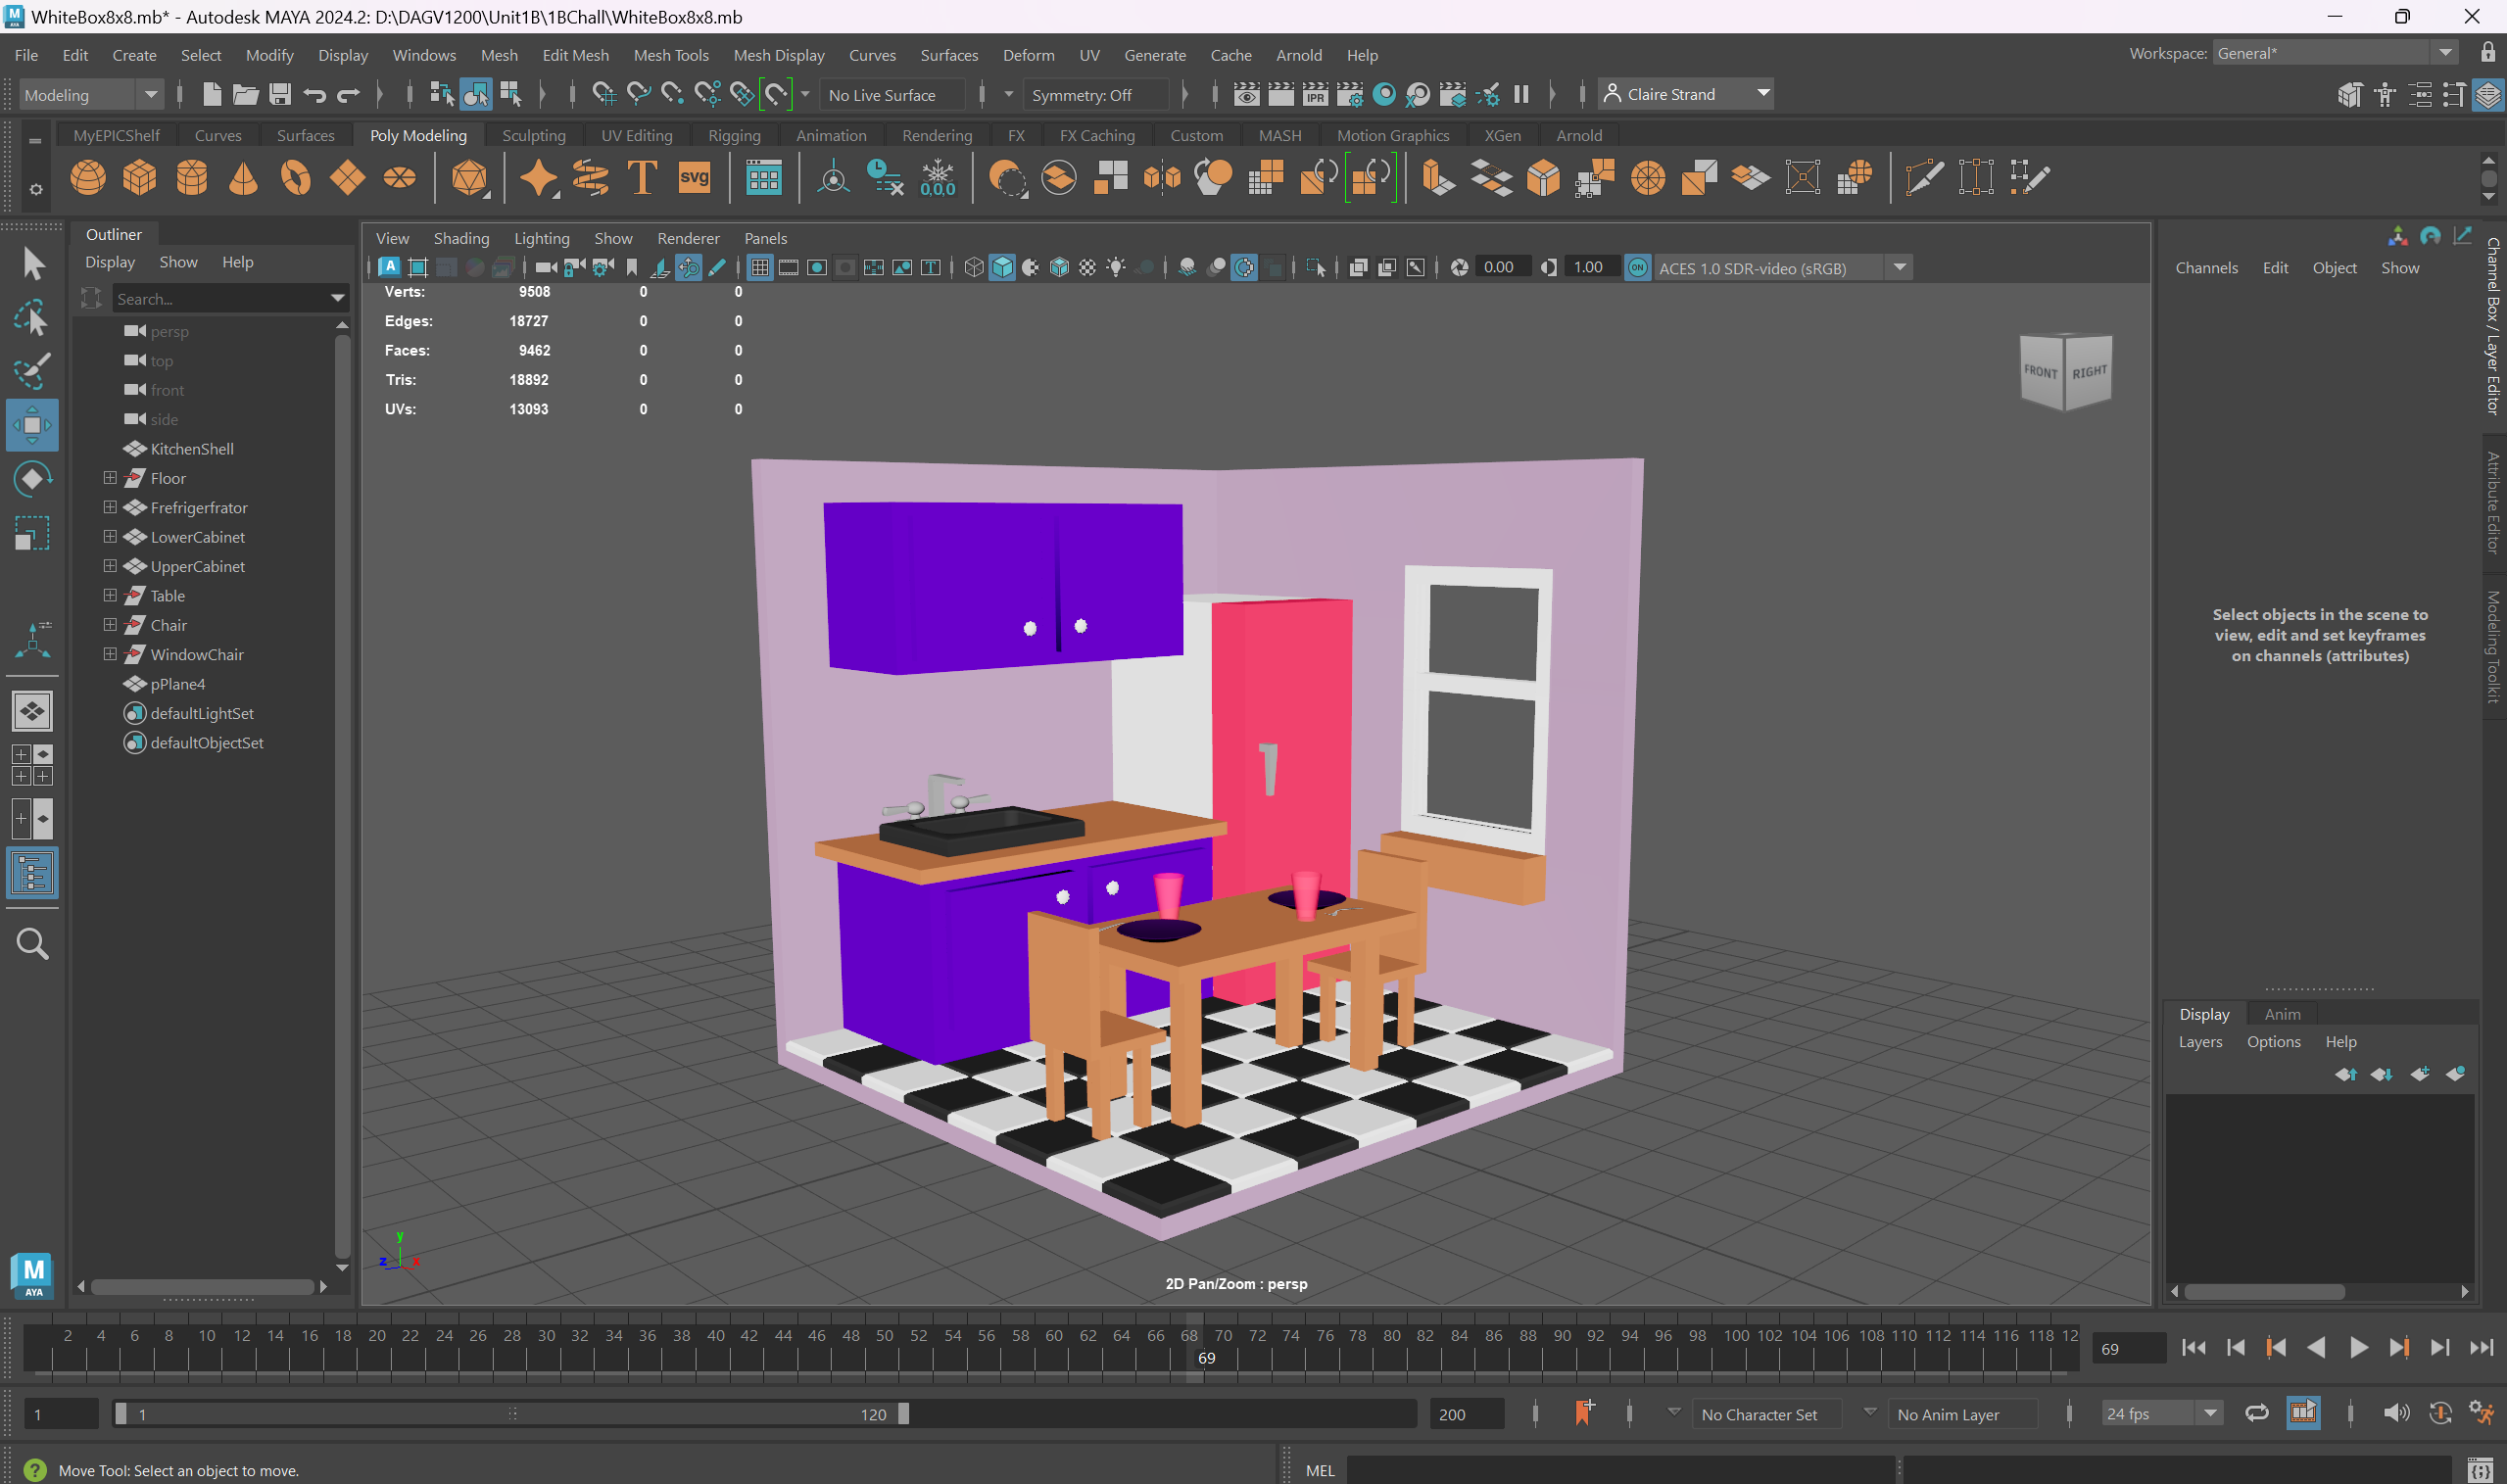 WhiteBox8x8.mb* - Autodesk MAYA 2024.2: D:\DAGV1200\Unit1B\1BChall\WhiteBox8x8.mb
File Edit Create Select Modify Display Windows Mesh Edit Mesh Mesh Tools Mesh Display Curves Surfaces Deform UV Generate Cache Arnold Help Workspace: General*
Modeling No Live Surface Symmetry: Off IPR Claire Strand
MyEPICShelf Curves Surfaces Poly Modeling Sculpting UV Editing Rigging Animation Rendering FX FX Caching Custom MASH Motion Graphics XGen Arnold
T svg 0,0,0
Outliner
Display Show Help
Search...
persp
top
front
side
KitchenShell
Floor
Frefrigerfrator
LowerCabinet
UpperCabinet
Table
Chair
WindowChair
pPlane4
defaultLightSet
defaultObjectSet
View Shading Lighting Show Renderer Panels
0.00 1.00 ON ACES 1.0 SDR-video (sRGB)
Verts: 9508 0 0
Edges: 18727 0 0
Faces: 9462 0 0
Tris: 18892 0 0
UVs: 13093 0 0
FRONT RIGHT
y
z x
2D Pan/Zoom : persp
Channels Edit Object Show
Select objects in the scene to
view, edit and set keyframes
on channels (attributes)
Channel Box / Layer Editor
Attribute Editor
Modeling Toolkit
Display Anim
Layers Options Help
M
AYA
2 4 6 8 10 12 14 16 18 20 22 24 26 28 30 32 34 36 38 40 42 44 46 48 50 52 54 56 58 60 62 64 66 68 70 72 74 76 78 80 82 84 86 88 90 92 94 96 98 100 102 104 106 108 110 112 114 116 118 12
69 69
1 1 120 200 No Character Set No Anim Layer 24 fps
Move Tool: Select an object to move. MEL